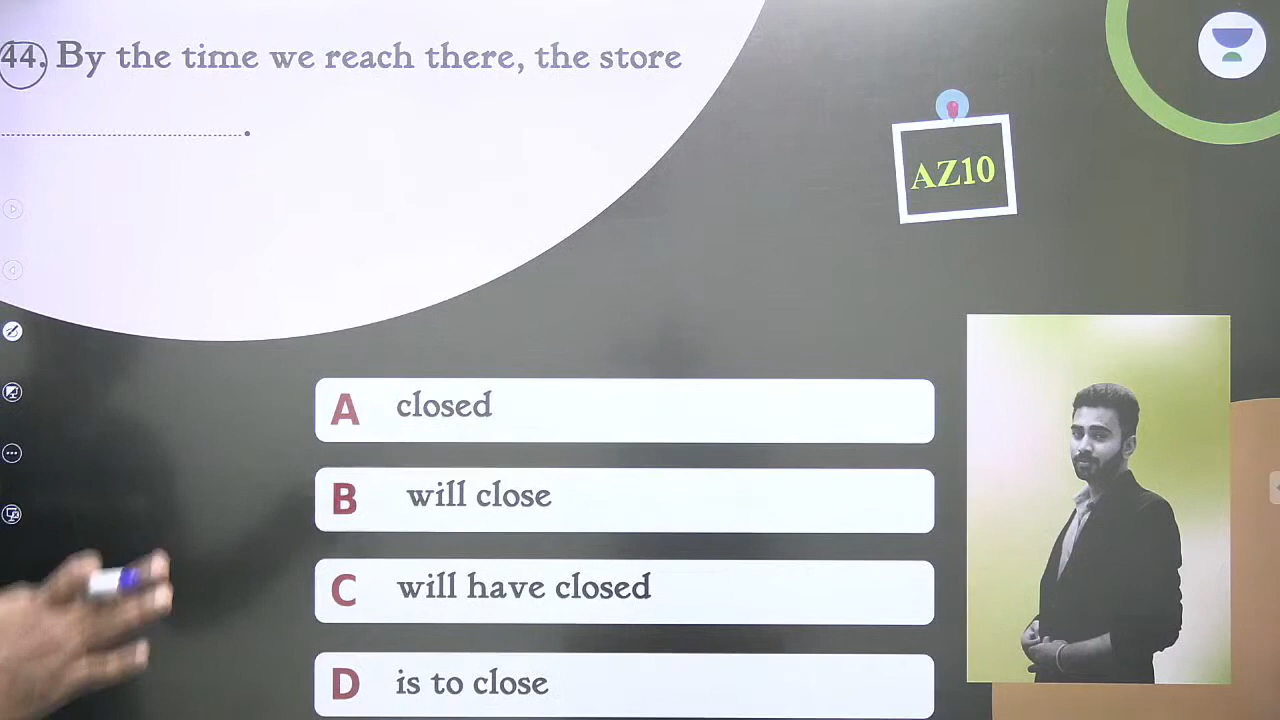 44. By the time we reach there, the store
.
AZ10
A closed
B will close
C will have closed
D is to close